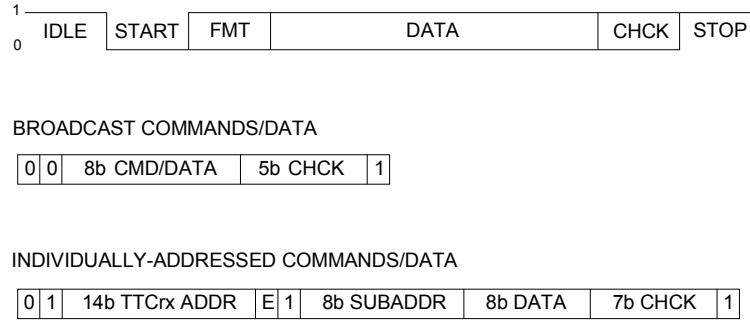 1
IDLE START FMT DATA CHCK STOP
0
BROADCAST COMMANDS/DATA
0 0 8b CMD/DATA 5b CHCK 1
INDIVIDUALLY-ADDRESSED COMMANDS/DATA
0 1 14b TTCrx ADDR E 1 8b SUBADDR 8b DATA 7b CHCK 1